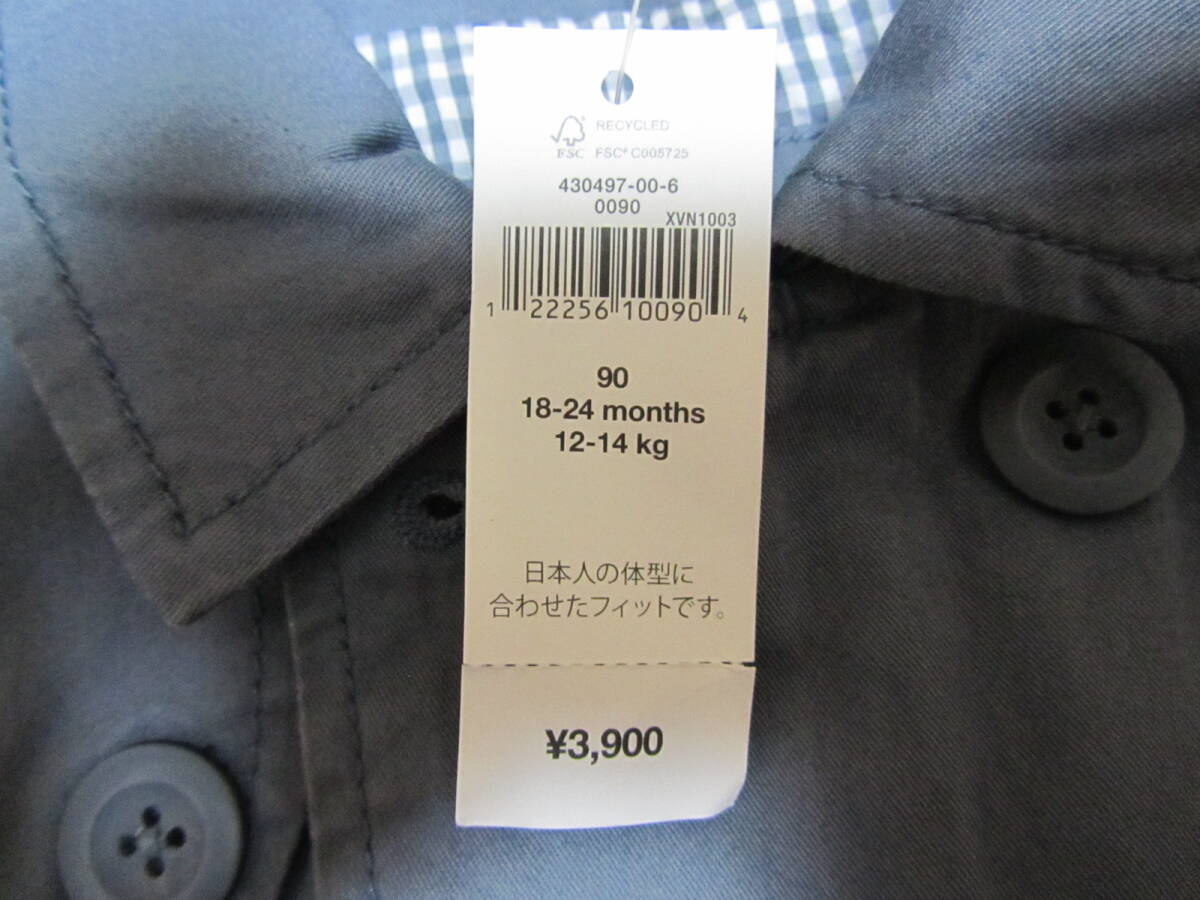 RECYCLED
FSC FSC® C005725
430497-00-6
0090
XVN1003
1 22256 10090 4
90
18-24 months
12-14 kg
日本人の体型に
合わせたフィットです。
¥3,900